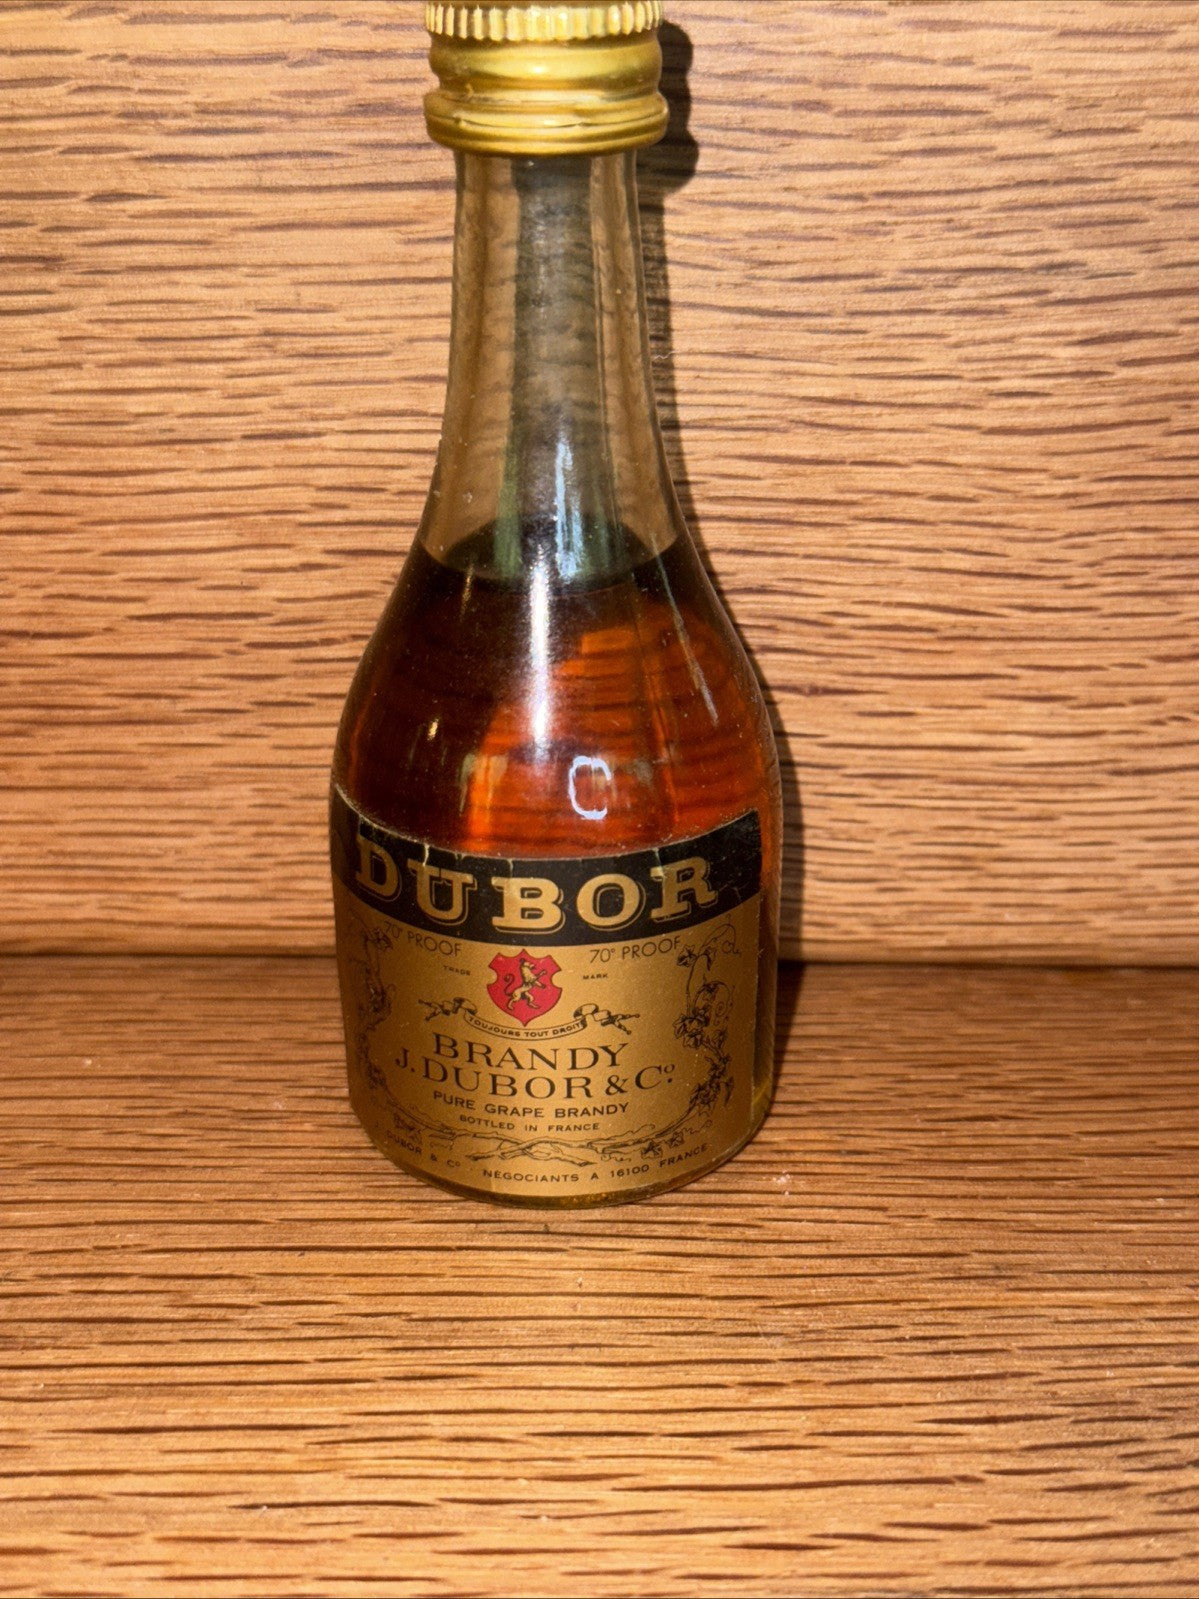 C
DUBOR
70° PROOF 70° PROOF
TRADE MARK
TOUJOURS TOUT DROIT
BRANDY
J. DUBOR & Cº
PURE GRAPE BRANDY
BOTTLED IN FRANCE
DUBOR & Cº NÉGOCIANTS A 16100 FRANCE